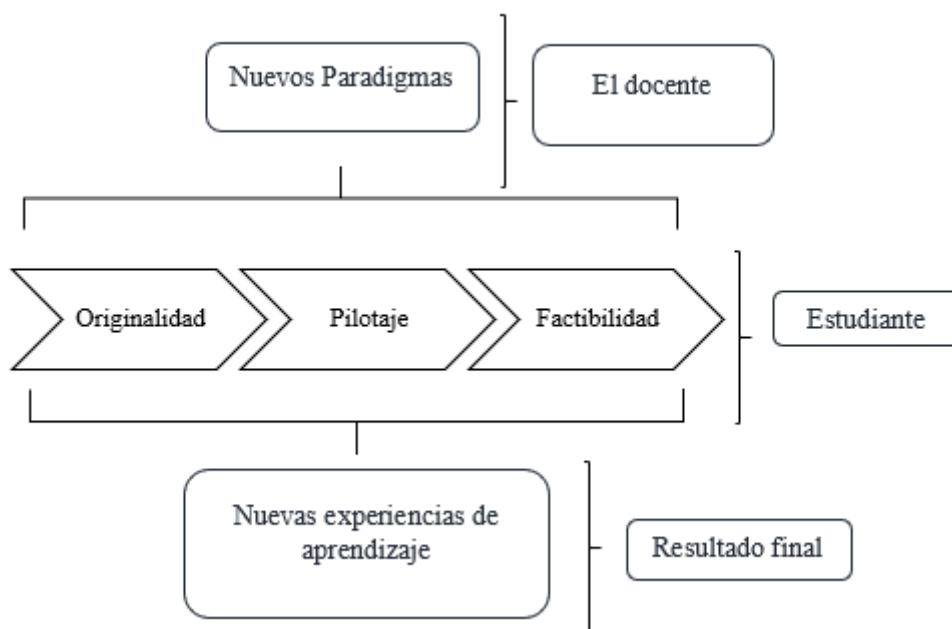 Nuevos Paradigmas
El docente
Originalidad
Pilotaje
Factibilidad
Estudiante
Nuevas experiencias de
aprendizaje
Resultado final